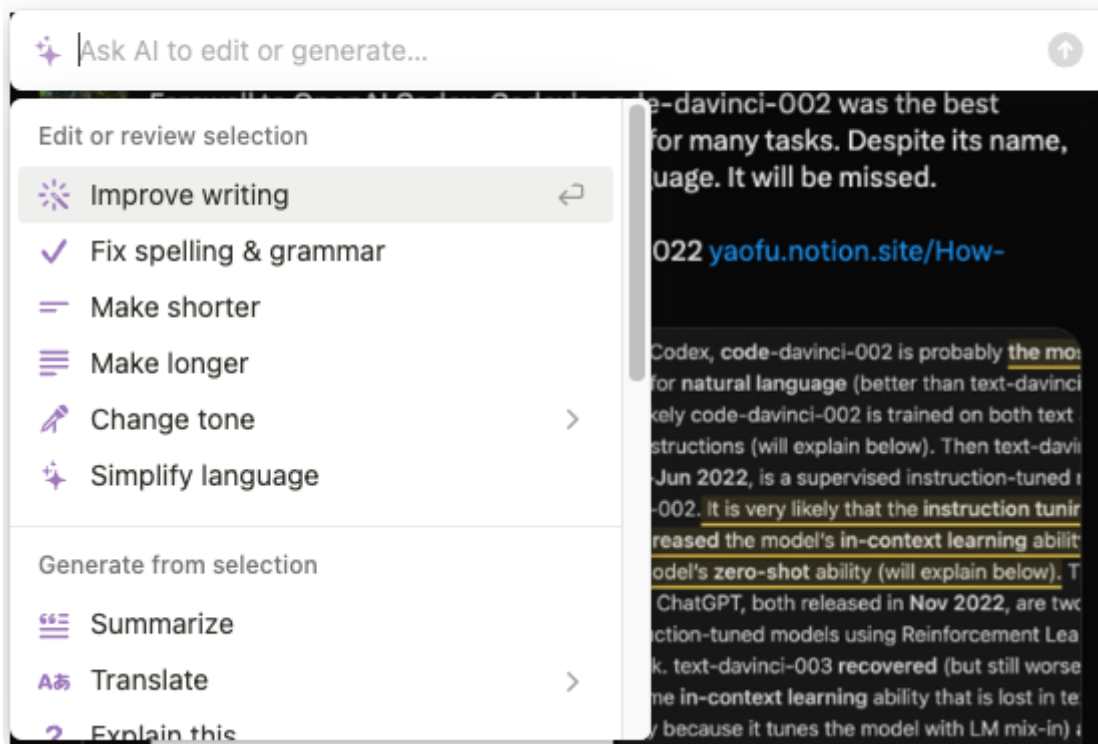 Ask AI to edit or generate...
Farewell to OpenAI Codex. Codex's code-davinci-002 was the best
for many tasks. Despite its name,
uage. It will be missed.
022 yaofu.notion.site/How-
Edit or review selection
Improve writing
Fix spelling & grammar
Make shorter
Make longer
Change tone
Simplify language
Generate from selection
Summarize
Translate
Explain this
Codex, code-davinci-002 is probably the mos
for natural language (better than text-davinci
kely code-davinci-002 is trained on both text
structions (will explain below). Then text-davi
-Jun 2022, is a supervised instruction-tuned
-002. It is very likely that the instruction tunin
reased the model's in-context learning abilit
odel's zero-shot ability (will explain below). T
ChatGPT, both released in Nov 2022, are two
ction-tuned models using Reinforcement Lea
k. text-davinci-003 recovered (but still worse
me in-context learning ability that is lost in te
y because it tunes the model with LM mix-in)